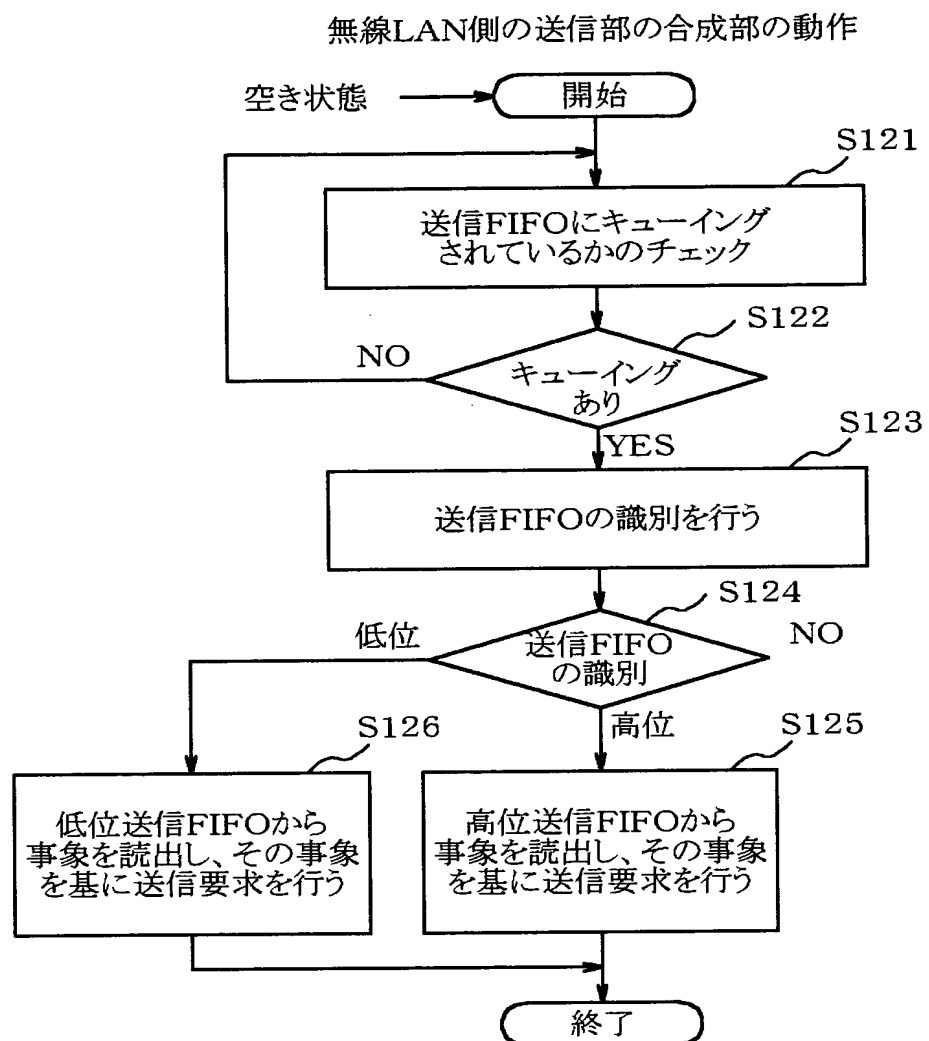 無線LAN側の送信部の合成部の動作
空き状態
開始
S121
送信FIFOにキューイング
されているかのチェック
S122
NO
キューイング
あり
YES
S123
送信FIFOの識別を行う
S124
低位
送信FIFO
の識別
NO
高位
S126
S125
低位送信FIFOから
事象を読出し、その事象
を基に送信要求を行う
高位送信FIFOから
事象を読出し、その事象
を基に送信要求を行う
終了